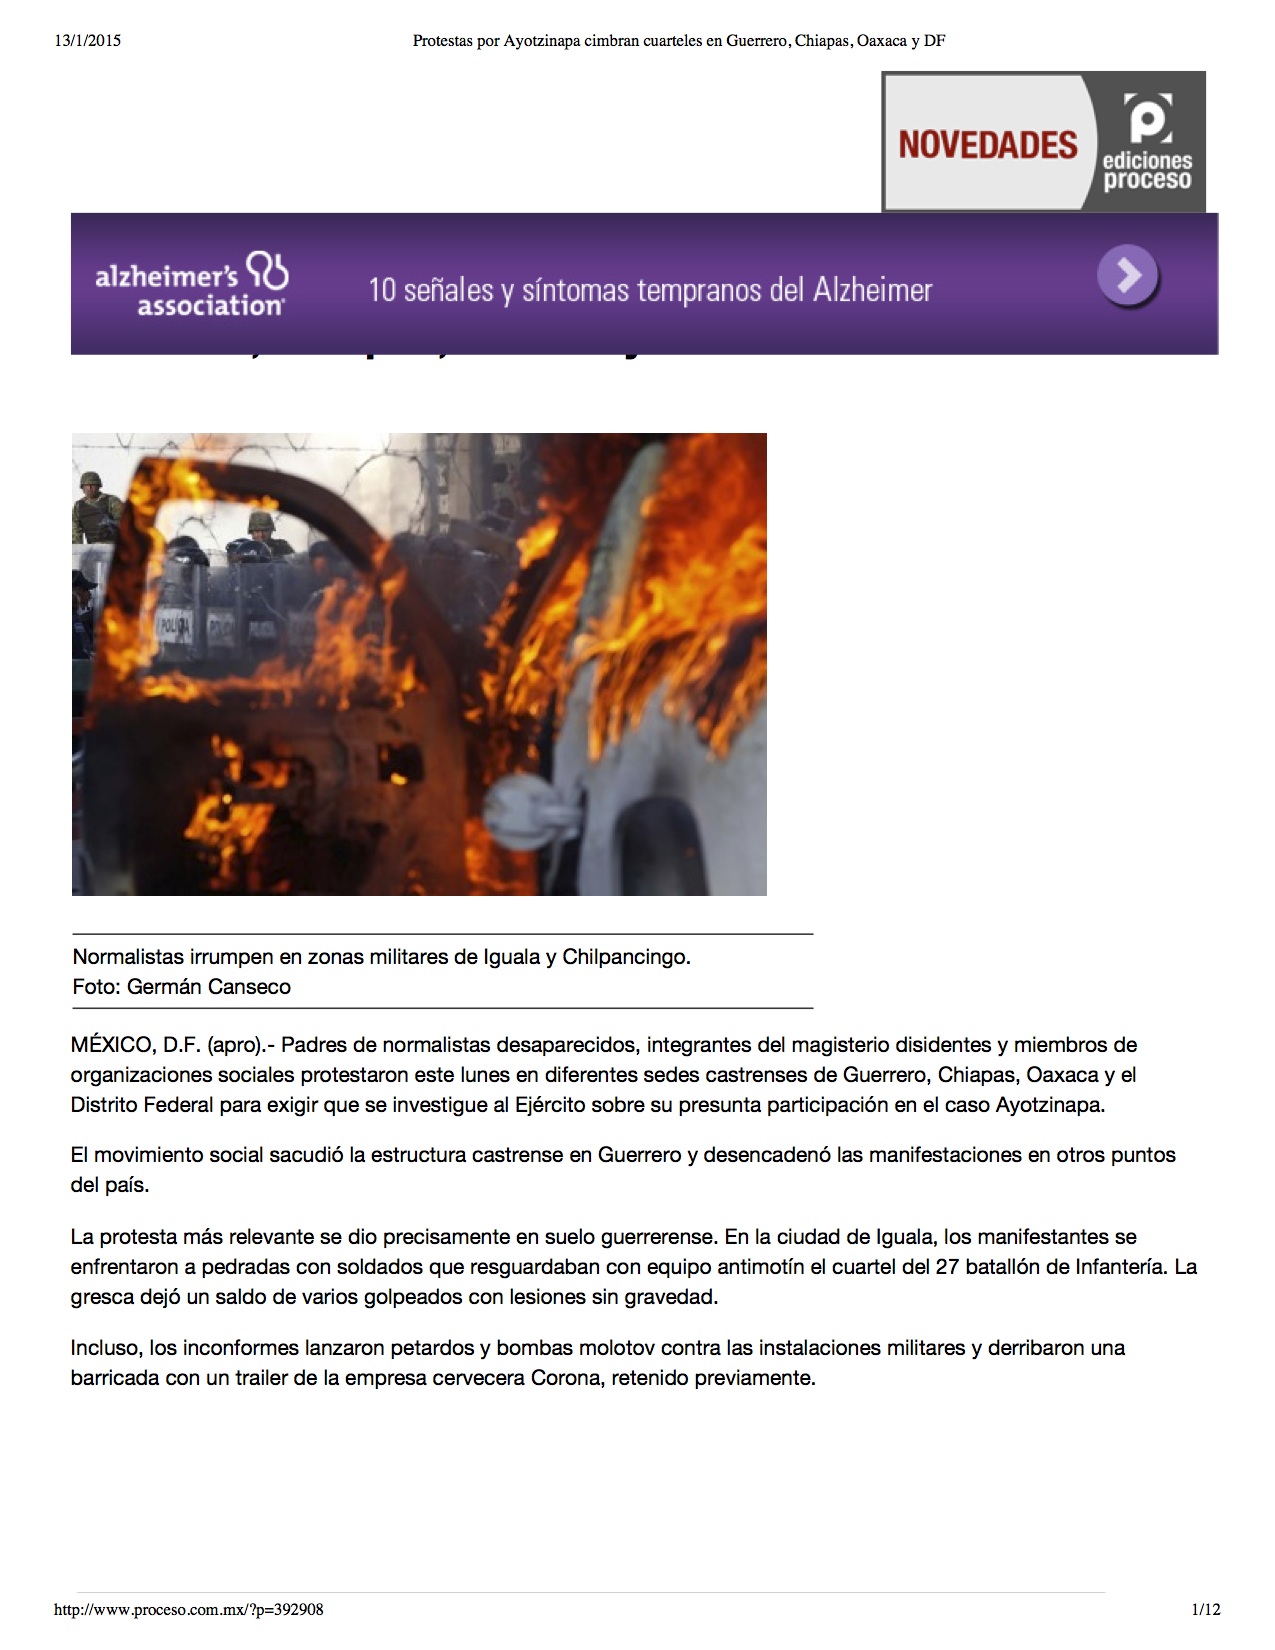 13/1/2015
Protestas por Ayotzinapa cimbran cuarteles en Guerrero, Chiapas, Oaxaca y DF
NOVEDADES
ediciones
proceso
alzheimer's
association
10 señales y síntomas tempranos del Alzheimer
POLICIA
Normalistas irrumpen en zonas militares de Iguala y Chilpancingo.
Foto: Germán Canseco
MÉXICO, D.F. (apro).- Padres de normalistas desaparecidos, integrantes del magisterio disidentes y miembros de
organizaciones sociales protestaron este lunes en diferentes sedes castrenses de Guerrero, Chiapas, Oaxaca y el
Distrito Federal para exigir que se investigue al Ejército sobre su presunta participación en el caso Ayotzinapa.
El movimiento social sacudió la estructura castrense en Guerrero y desencadenó las manifestaciones en otros puntos
del país.
La protesta más relevante se dio precisamente en suelo guerrerense. En la ciudad de Iguala, los manifestantes se
enfrentaron a pedradas con soldados que resguardaban con equipo antimotín el cuartel del 27 batallón de Infantería. La
gresca dejó un saldo de varios golpeados con lesiones sin gravedad.
Incluso, los inconformes lanzaron petardos y bombas molotov contra las instalaciones militares y derribaron una
barricada con un trailer de la empresa cervecera Corona, retenido previamente.
http://www.proceso.com.mx/?p=392908
1/12